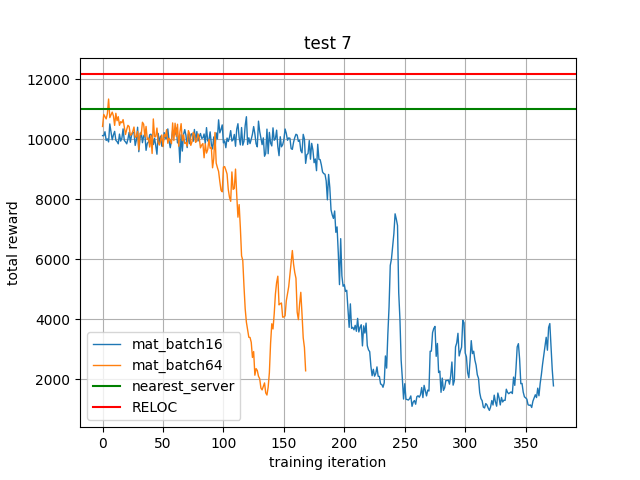 test 7
total reward
12000
10000
8000
6000
4000
2000
mat_batch16
mat_batch64
nearest_server
RELOC
0 50 100 150 200 250 300 350
training iteration